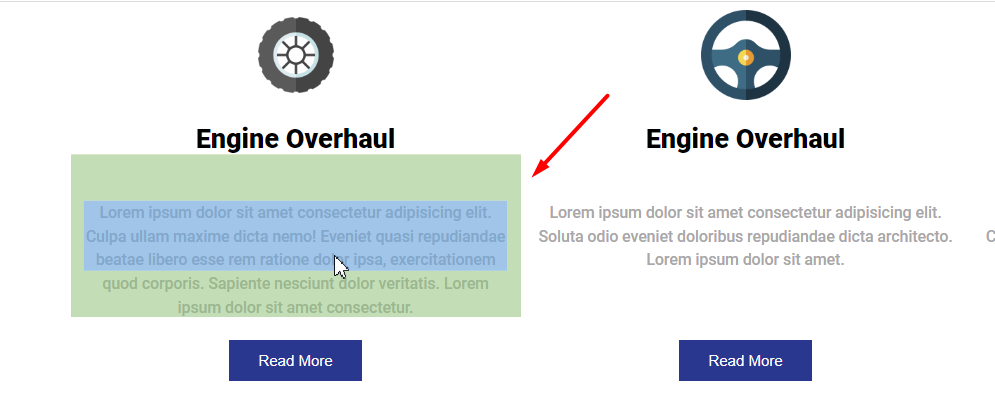 Engine Overhaul
Lorem ipsum dolor sit amet consectetur adipisicing elit.
Culpa ullam maxime dicta nemo! Eveniet quasi repudiandae
beatae libero esse rem ratione dolor ipsa, exercitationem
quod corporis. Sapiente nesciunt dolor veritatis. Lorem
ipsum dolor sit amet consectetur.
Read More
Engine Overhaul
Lorem ipsum dolor sit amet consectetur adipisicing elit.
Soluta odio eveniet doloribus repudiandae dicta architecto.
Lorem ipsum dolor sit amet.
Read More
C